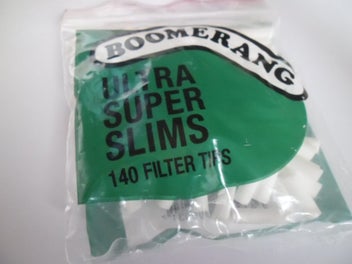 BOOMERANG
ULTRA
SUPER
SLIMS
140 FILTER TIPS